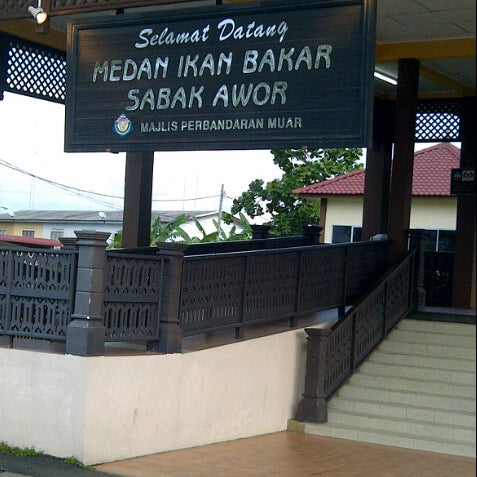 Selamat Datang
MEDAN IKAN BAKAR
SABAK AWOR
MAJLIS PERBANDARAN MUAR